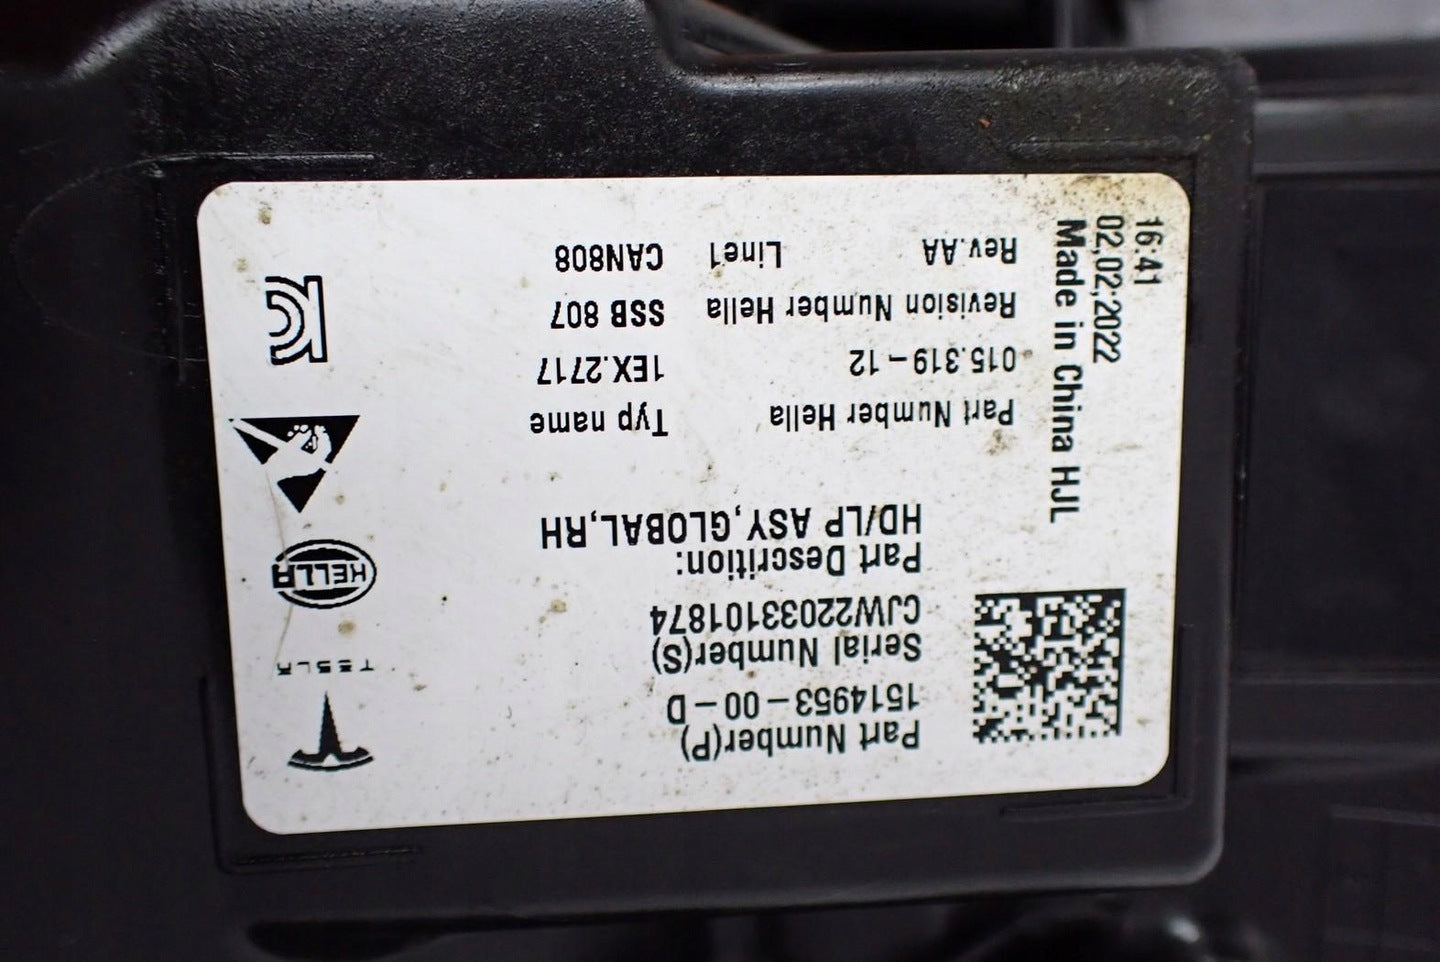 TESLA
HELLA
Part Number(P)
1514953-00-D
Serial Number(S)
CJW22033101874
Part Descrition:
HD/LP ASY,GLOBAL,RH
Part Number Hella Typ name
015.319-12 1EX.2717
Revision Number Hella SSB 807
Rev.AA Line1 CAN808
Made in China HJL
02,02;2022
16:41